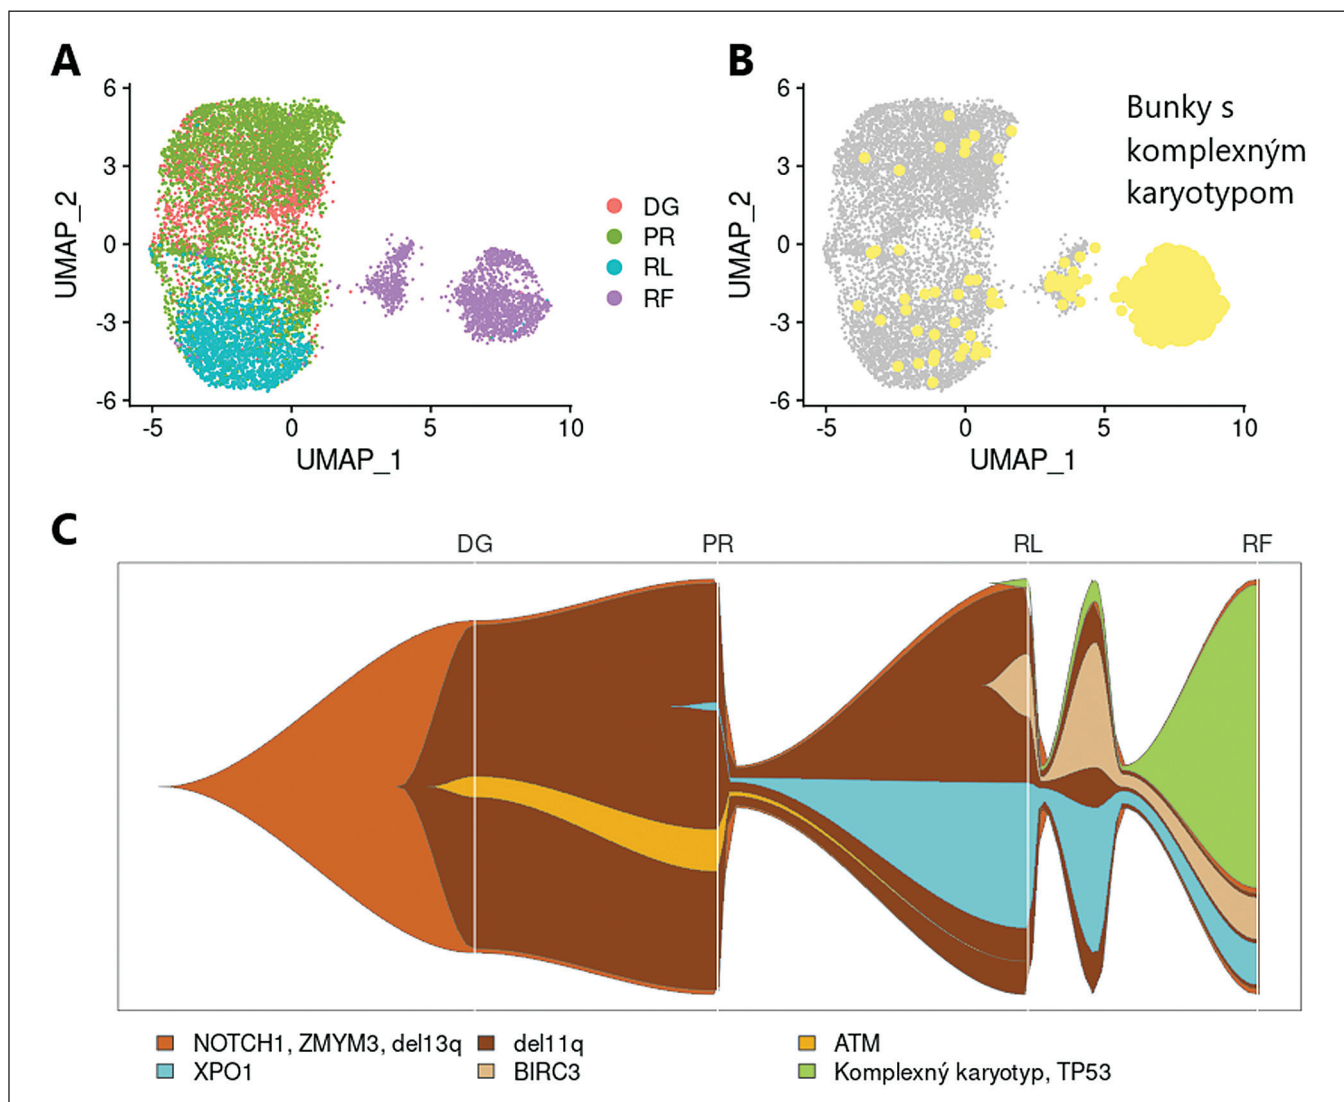 A
6
3
0
-3
-6
UMAP_2
-5 0 5 10
UMAP_1
DG
PR
RL
RF
B
6
3
0
-3
-6
UMAP_2
-5 0 5 10
UMAP_1
Bunky s
komplexným
karyotypom
C
DG PR RL RF
NOTCH1, ZMYM3, del13q del11q ATM
XPO1 BIRC3 Komplexný karyotyp, TP53